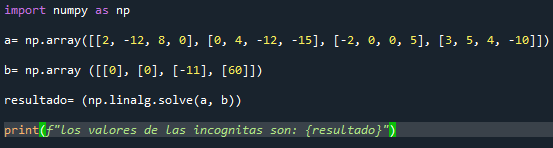 import numpy as np
a= np.array([[2, -12, 8, 0], [0, 4, -12, -15], [-2, 0, 0, 5], [3, 5, 4, -10]])
b= np.array ([[0], [0], [-11], [60]])
resultado= (np.linalg.solve(a, b))
print(f"los valores de las incognitas son: {resultado}")